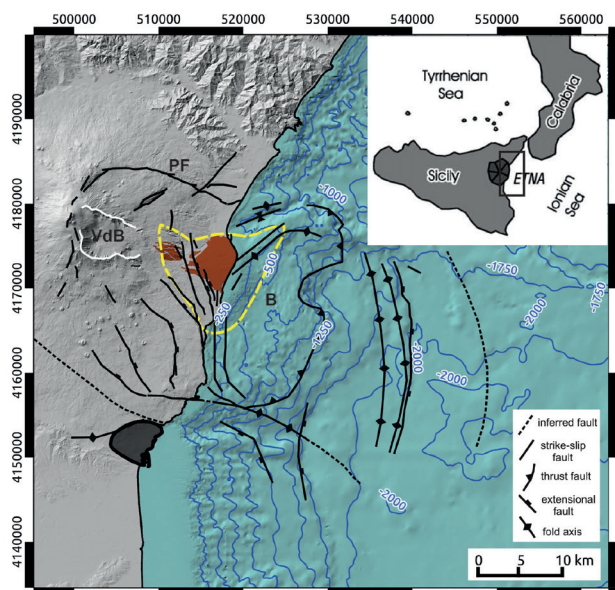 500000 510000 520000 530000 540000 550000 560000
4190000
4180000
4170000
4160000
4150000
4140000
Tyrrhenian
Sea
Calabria
Sicily
ETNA
Ionian
Sea
PF
VdB
B
-1000
-500
-250
-1250
-1750
-1750
-2000
-2000
-2000
-2000
inferred fault
strike-slip
fault
thrust fault
extensional
fault
fold axis
0 5 10 km